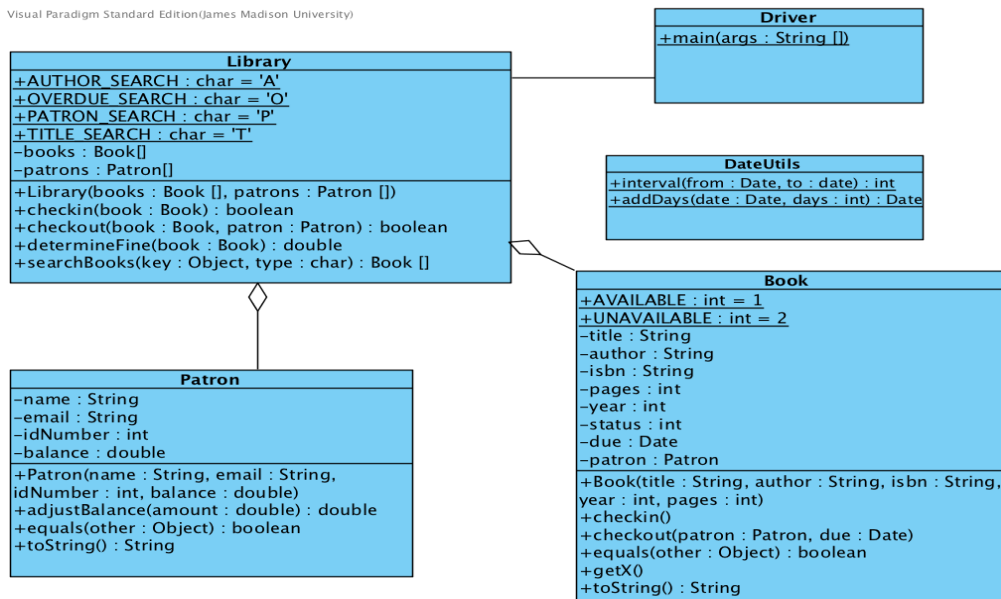 Visual Paradigm Standard Edition(James Madison University)
Driver
+main(args : String [])
Library
+AUTHOR_SEARCH : char = 'A'
+OVERDUE_SEARCH : char = 'O'
+PATRON_SEARCH : char = 'P'
+TITLE_SEARCH : char = 'T'
-books : Book[]
-patrons : Patron[]
+Library(books : Book [], patrons : Patron [])
+checkin(book : Book) : boolean
+checkout(book : Book, patron : Patron) : boolean
+determineFine(book : Book) : double
+searchBooks(key : Object, type : char) : Book []
DateUtils
+interval(from : Date, to : date) : int
+addDays(date : Date, days : int) : Date
Patron
-name : String
-email : String
-idNumber : int
-balance : double
+Patron(name : String, email : String,
idNumber : int, balance : double)
+adjustBalance(amount : double) : double
+equals(other : Object) : boolean
+toString() : String
Book
+AVAILABLE : int = 1
+UNAVAILABLE : int = 2
-title : String
-author : String
-isbn : String
-pages : int
-year : int
-status : int
-due : Date
-patron : Patron
+Book(title : String, author : String, isbn : String,
year : int, pages : int)
+checkin()
+checkout(patron : Patron, due : Date)
+equals(other : Object) : boolean
+getX()
+toString() : String